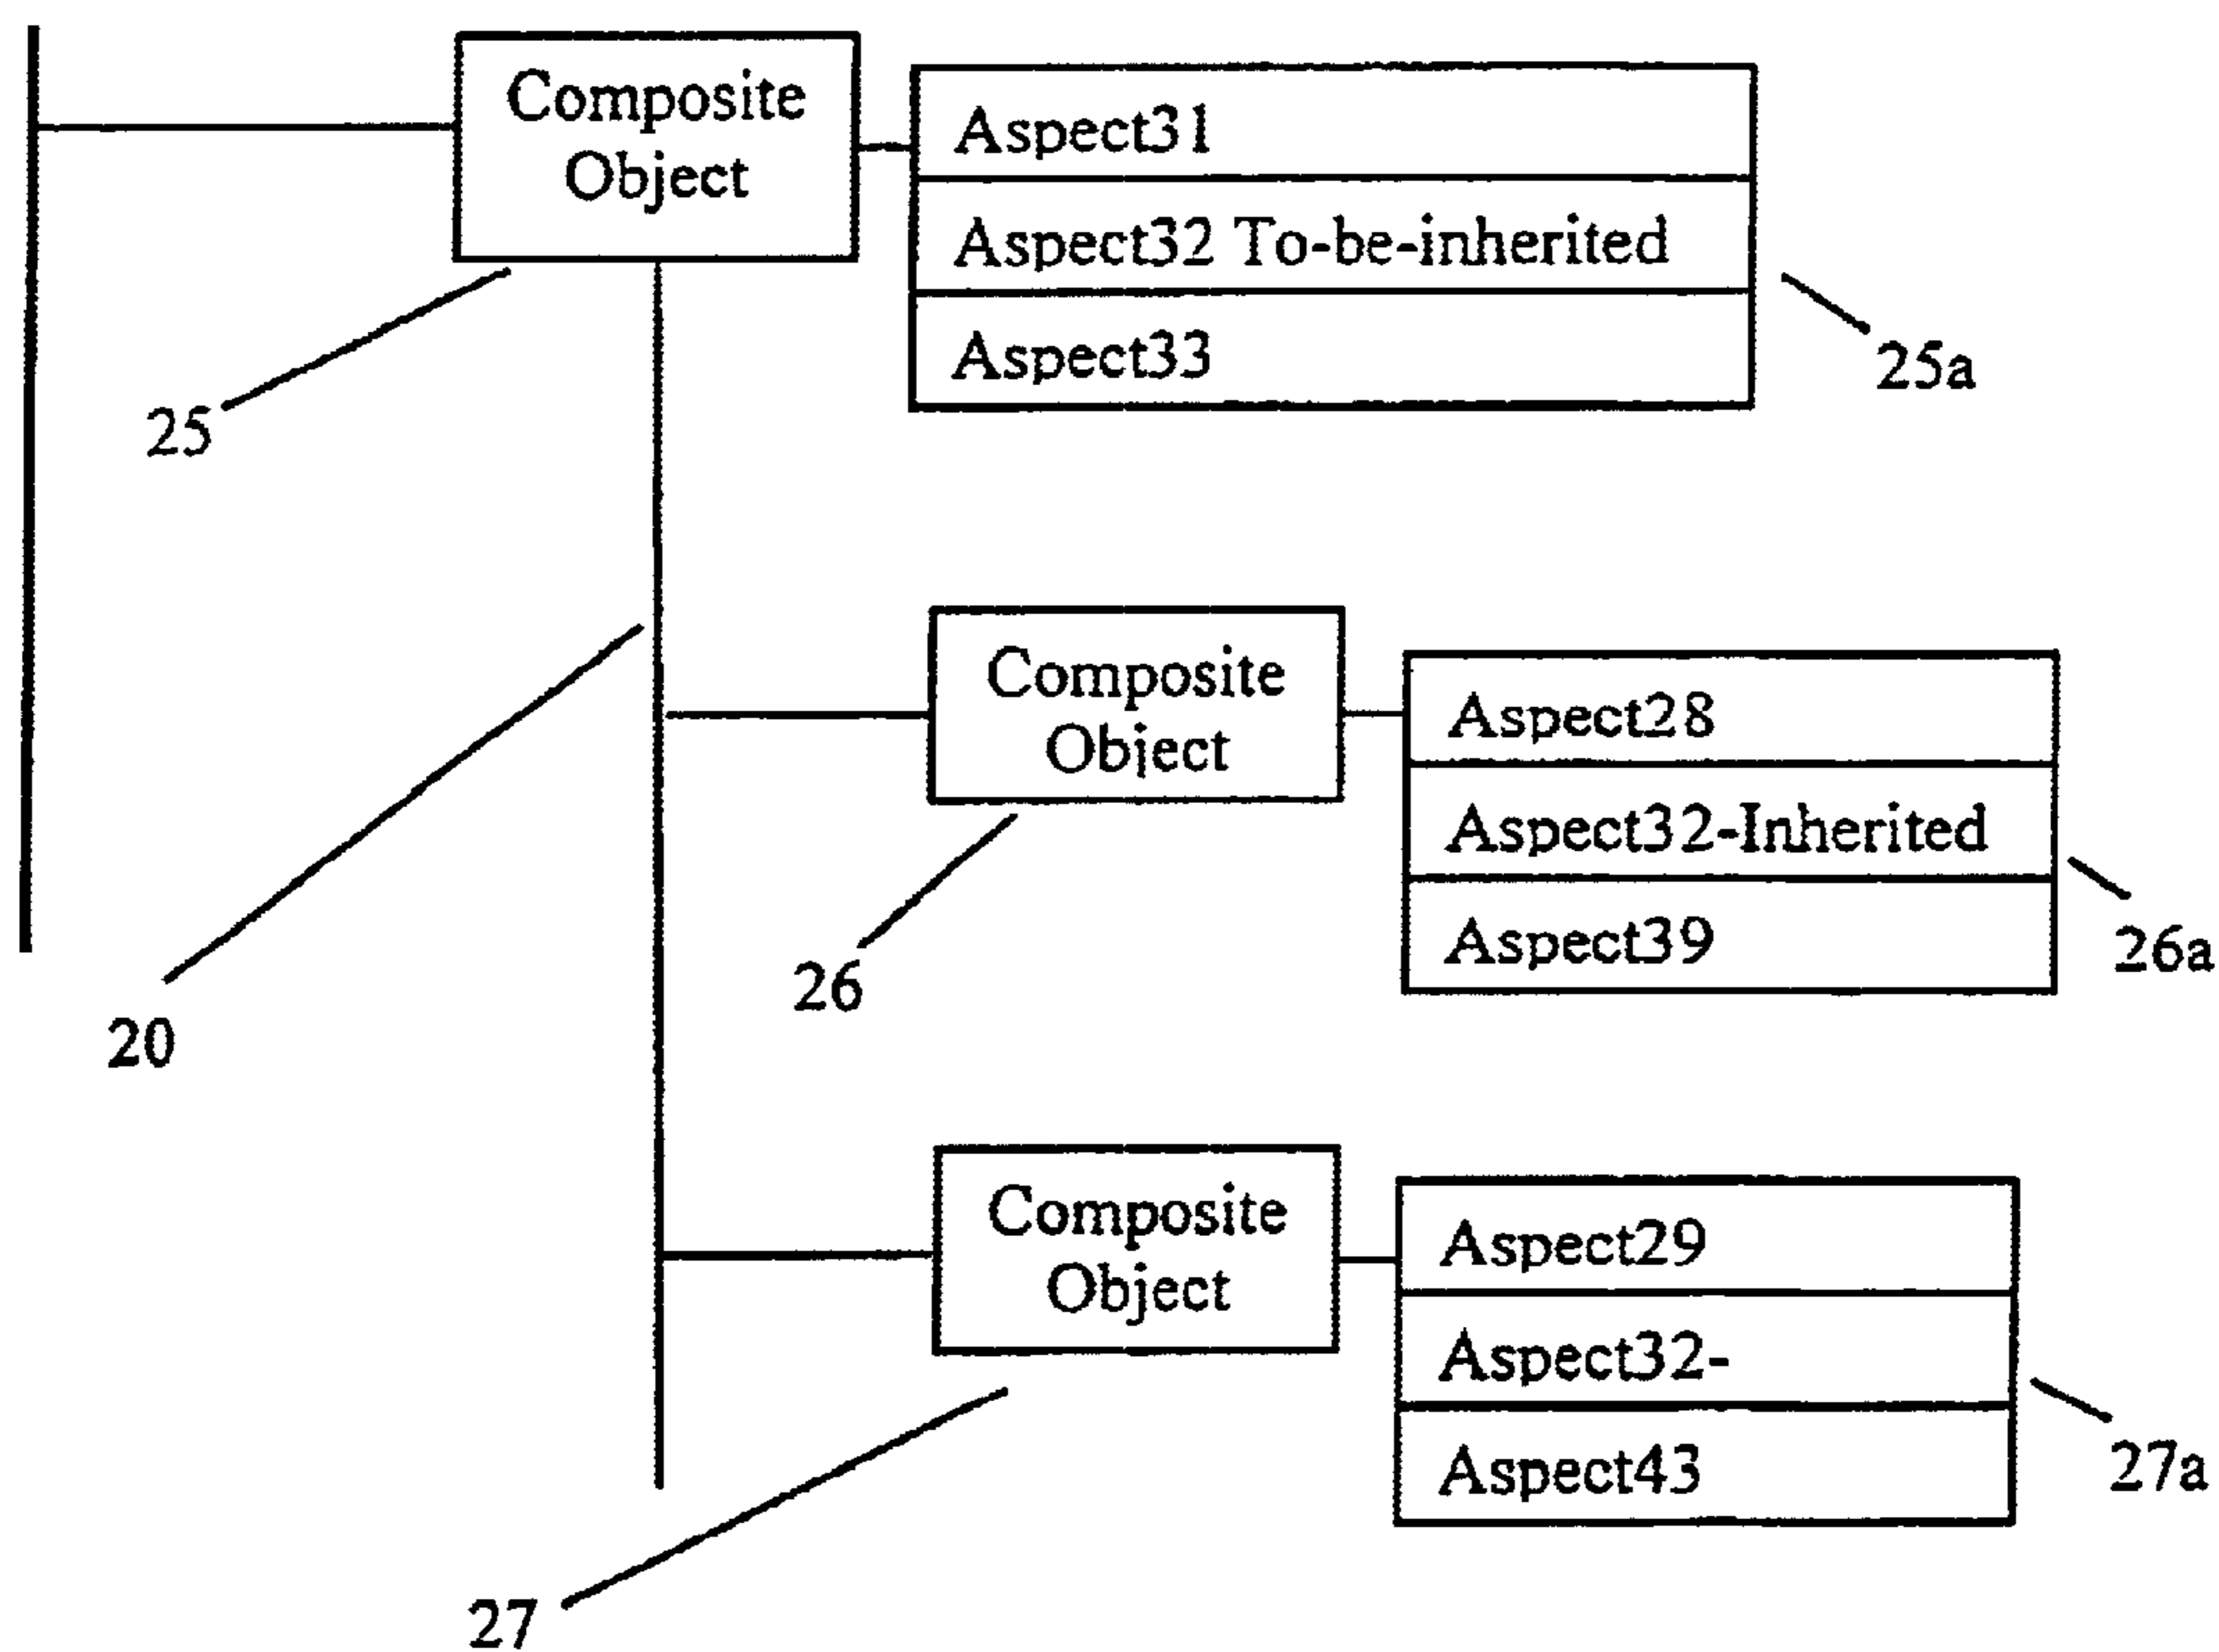 Composite
Object
Aspect31
Aspect32 To-be-inherited
Aspect33
25a
25
Composite
Object
Aspect28
Aspect32-Inherited
Aspect39
26a
26
20
Composite
Object
Aspect29
Aspect32-
Aspect43
27a
27